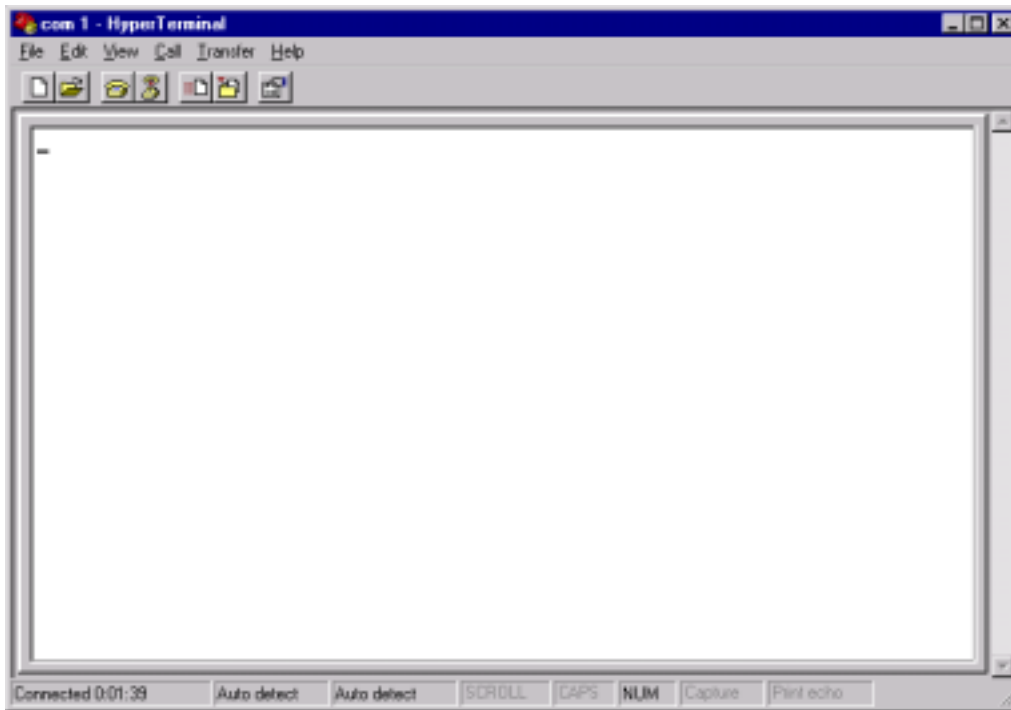 com 1 - HyperTerminal
File Edit View Call Transfer Help
Connected 0:01:39 Auto detect Auto detect SCROLL CAPS NUM Capture Print echo